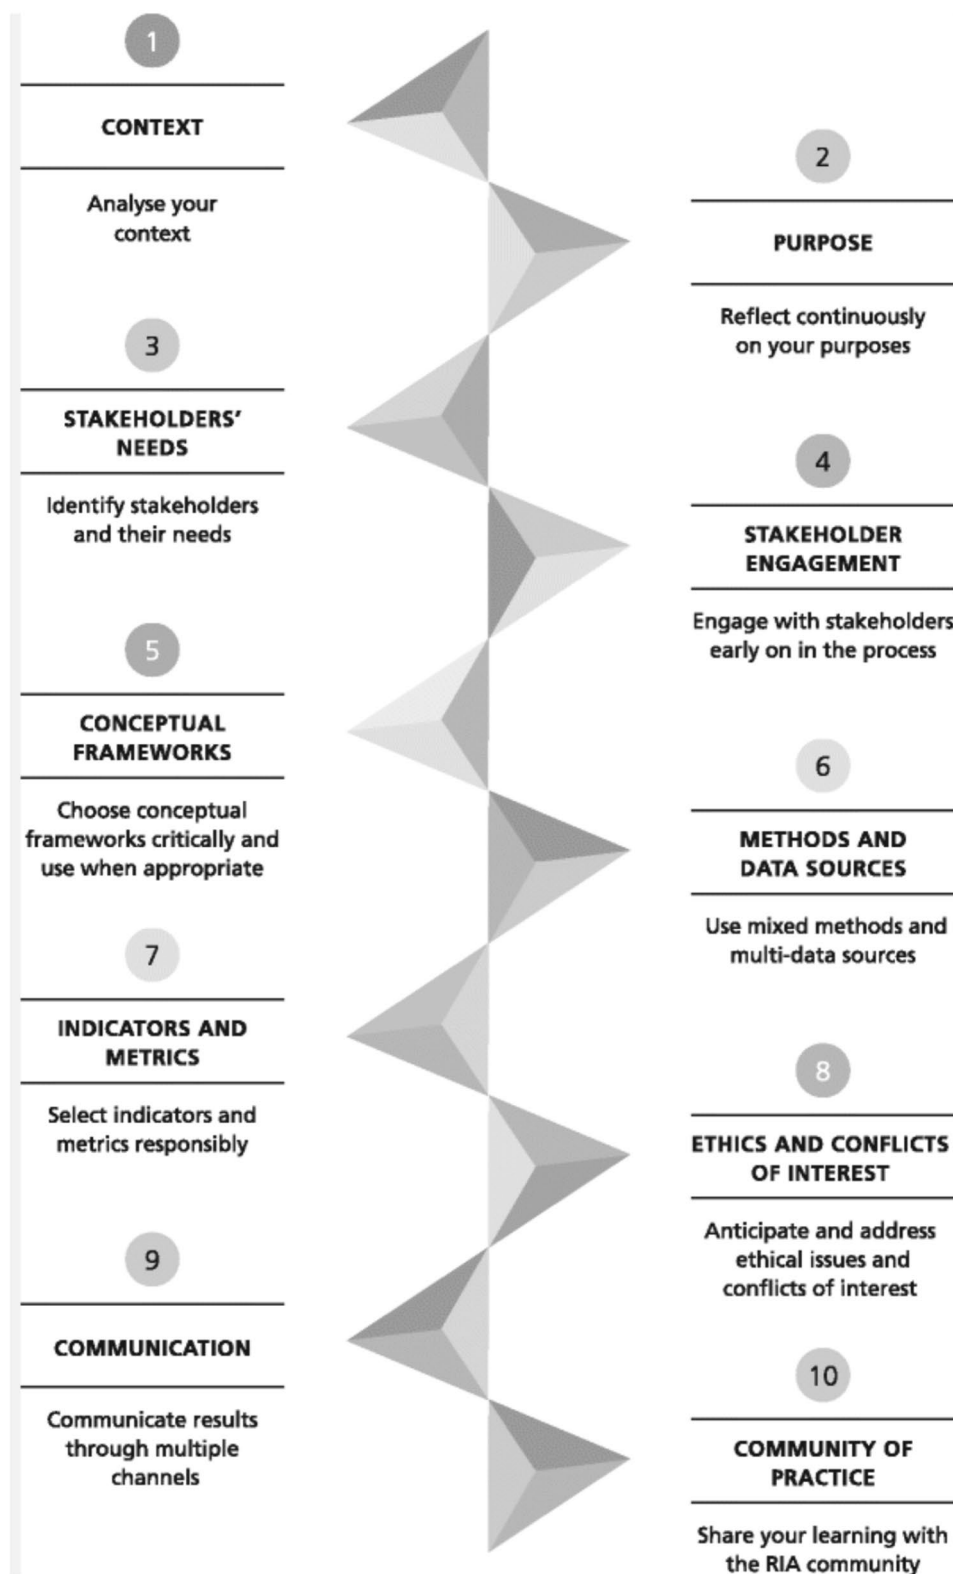 1
CONTEXT
Analyse your
context
2
PURPOSE
Reflect continuously
on your purposes
3
STAKEHOLDERS’
NEEDS
Identify stakeholders
and their needs
4
STAKEHOLDER
ENGAGEMENT
Engage with stakeholders
early on in the process
5
CONCEPTUAL
FRAMEWORKS
Choose conceptual
frameworks critically and
use when appropriate
6
METHODS AND
DATA SOURCES
Use mixed methods and
multi-data sources
7
INDICATORS AND
METRICS
Select indicators and
metrics responsibly
8
ETHICS AND CONFLICTS
OF INTEREST
Anticipate and address
ethical issues and
conflicts of interest
9
COMMUNICATION
Communicate results
through multiple
channels
10
COMMUNITY OF
PRACTICE
Share your learning with
the RIA community